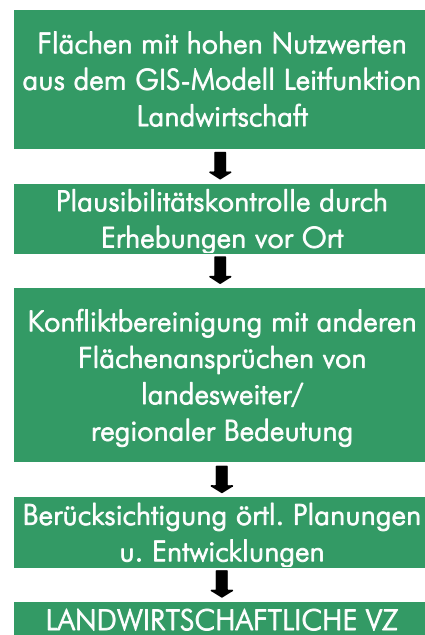 Flächen mit hohen Nutzwerten
aus dem GIS-Modell Leitfunktion
Landwirtschaft
Plausibilitätskontrolle durch
Erhebungen vor Ort
Konfliktbereinigung mit anderen
Flächenansprüchen von
landesweiter/
regionaler Bedeutung
Berücksichtigung örtl. Planungen
u. Entwicklungen
LANDWIRTSCHAFTLICHE VZ